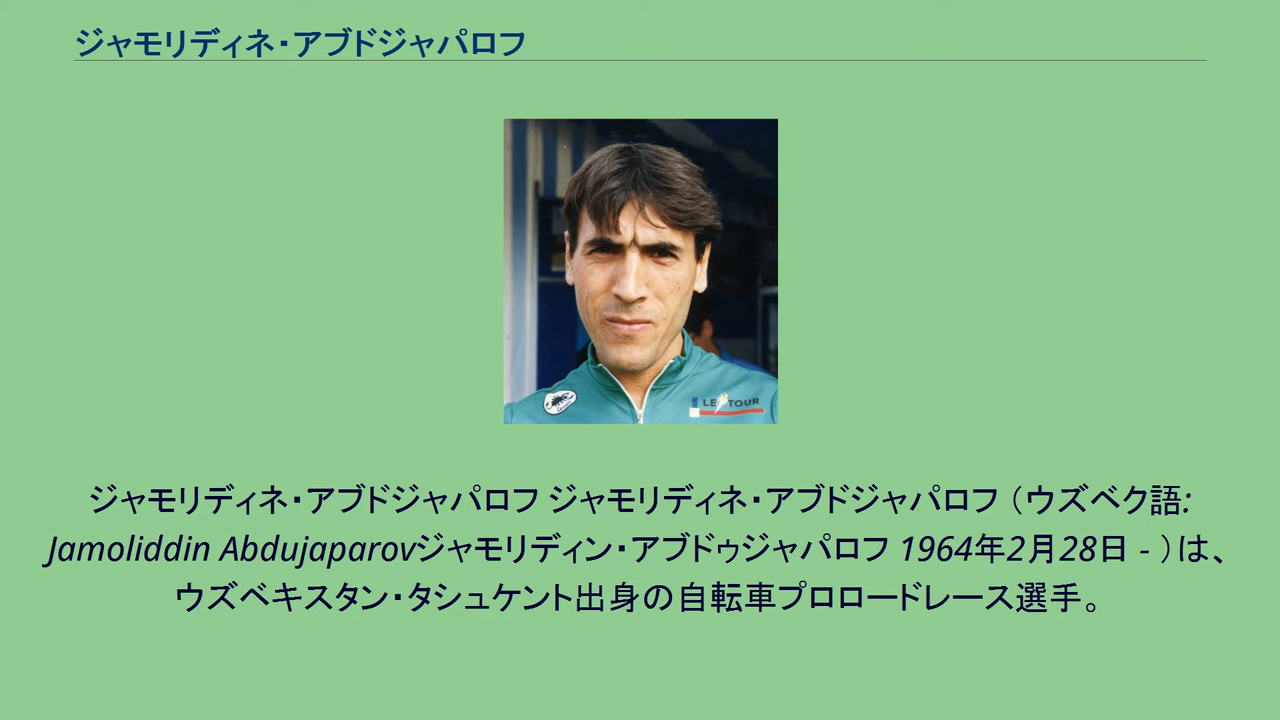 ジャモリディネ・アブドジャパロフ
LE TOUR
ジャモリディネ・アブドジャパロフ ジャモリディネ・アブドジャパロフ（ウズベク語:
Jamoliddin Abdujaparovジャモリディン・アブドゥジャパロフ 1964年2月28日 - ）は、
ウズベキスタン・タシュケント出身の自転車プロロードレース選手。